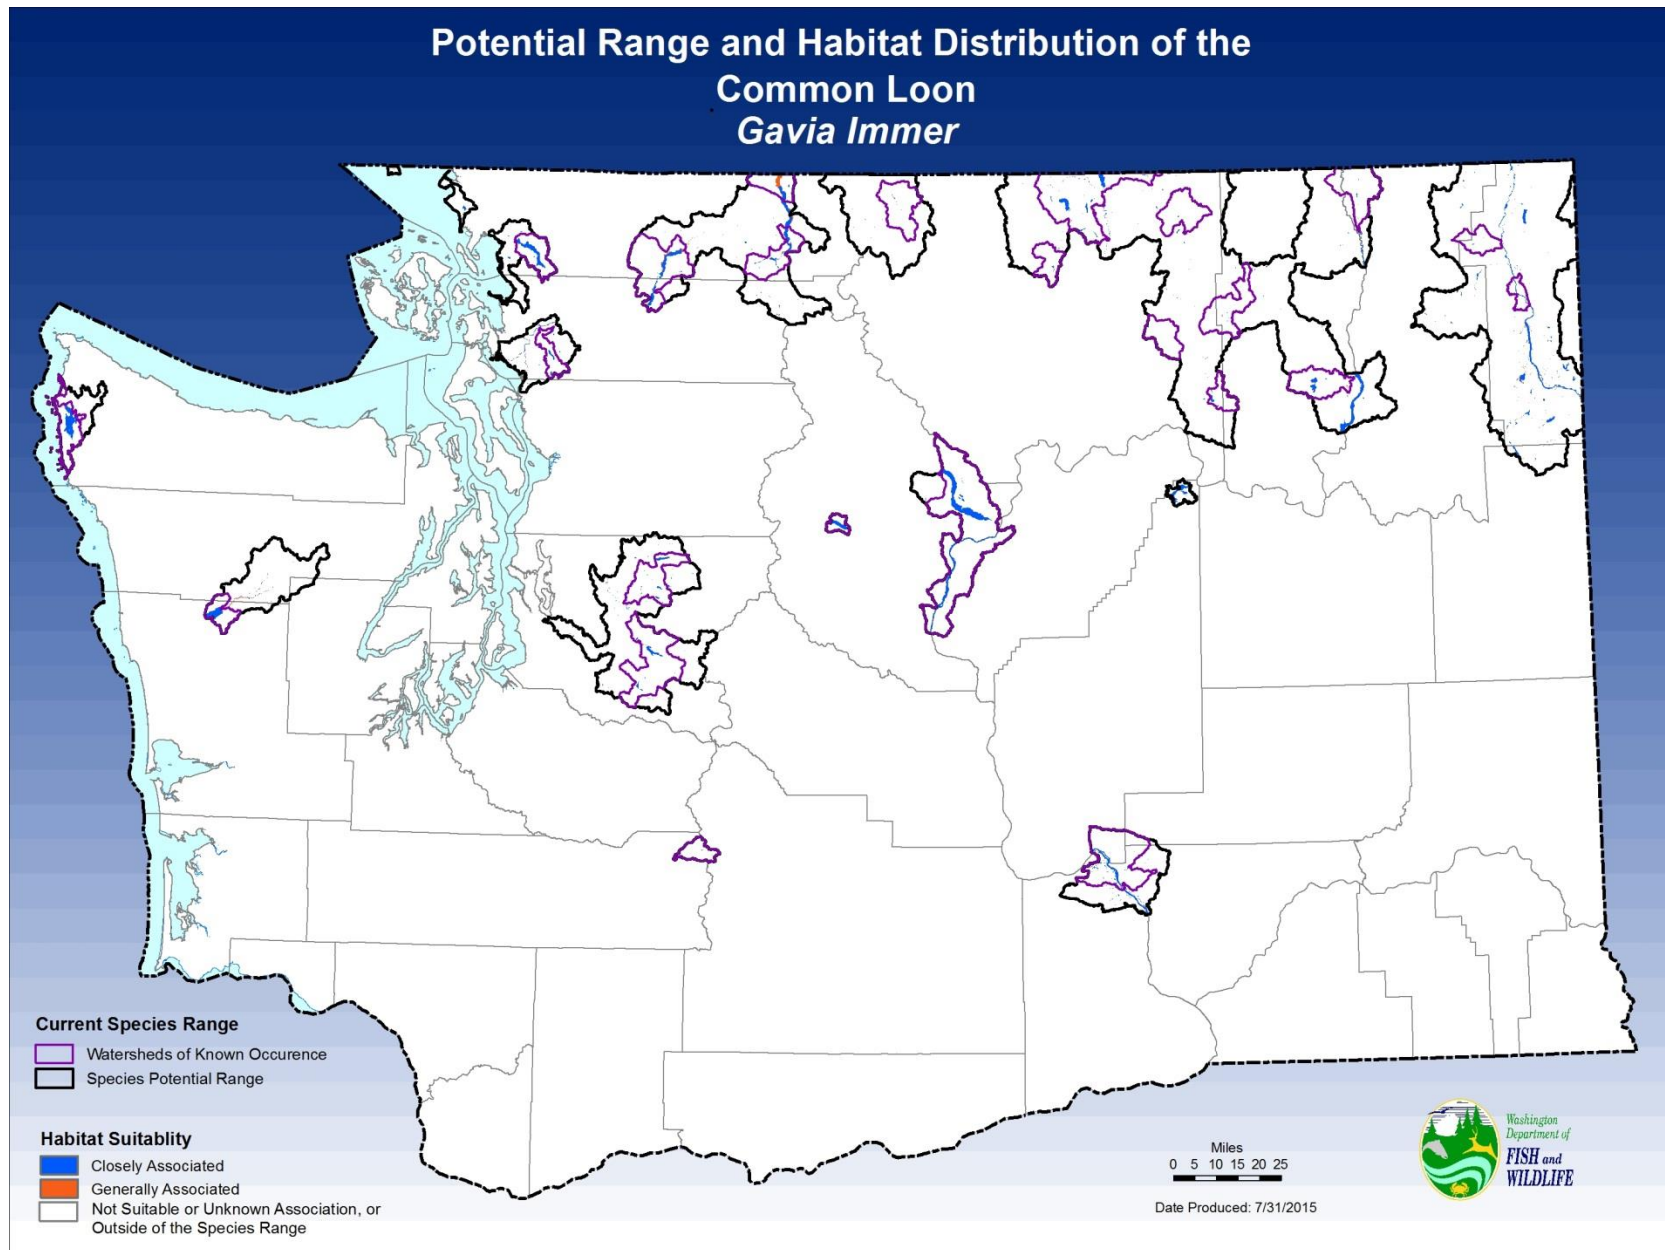 Potential Range and Habitat Distribution of the
Common Loon
Gavia Immer
Current Species Range
Watersheds of Known Occurence
Species Potential Range
Habitat Suitablity
Closely Associated
Generally Associated
Not Suitable or Unknown Association, or
Outside of the Species Range
Miles
0 5 10 15 20 25
Date Produced: 7/31/2015
Washington
Department of
FISH and
WILDLIFE